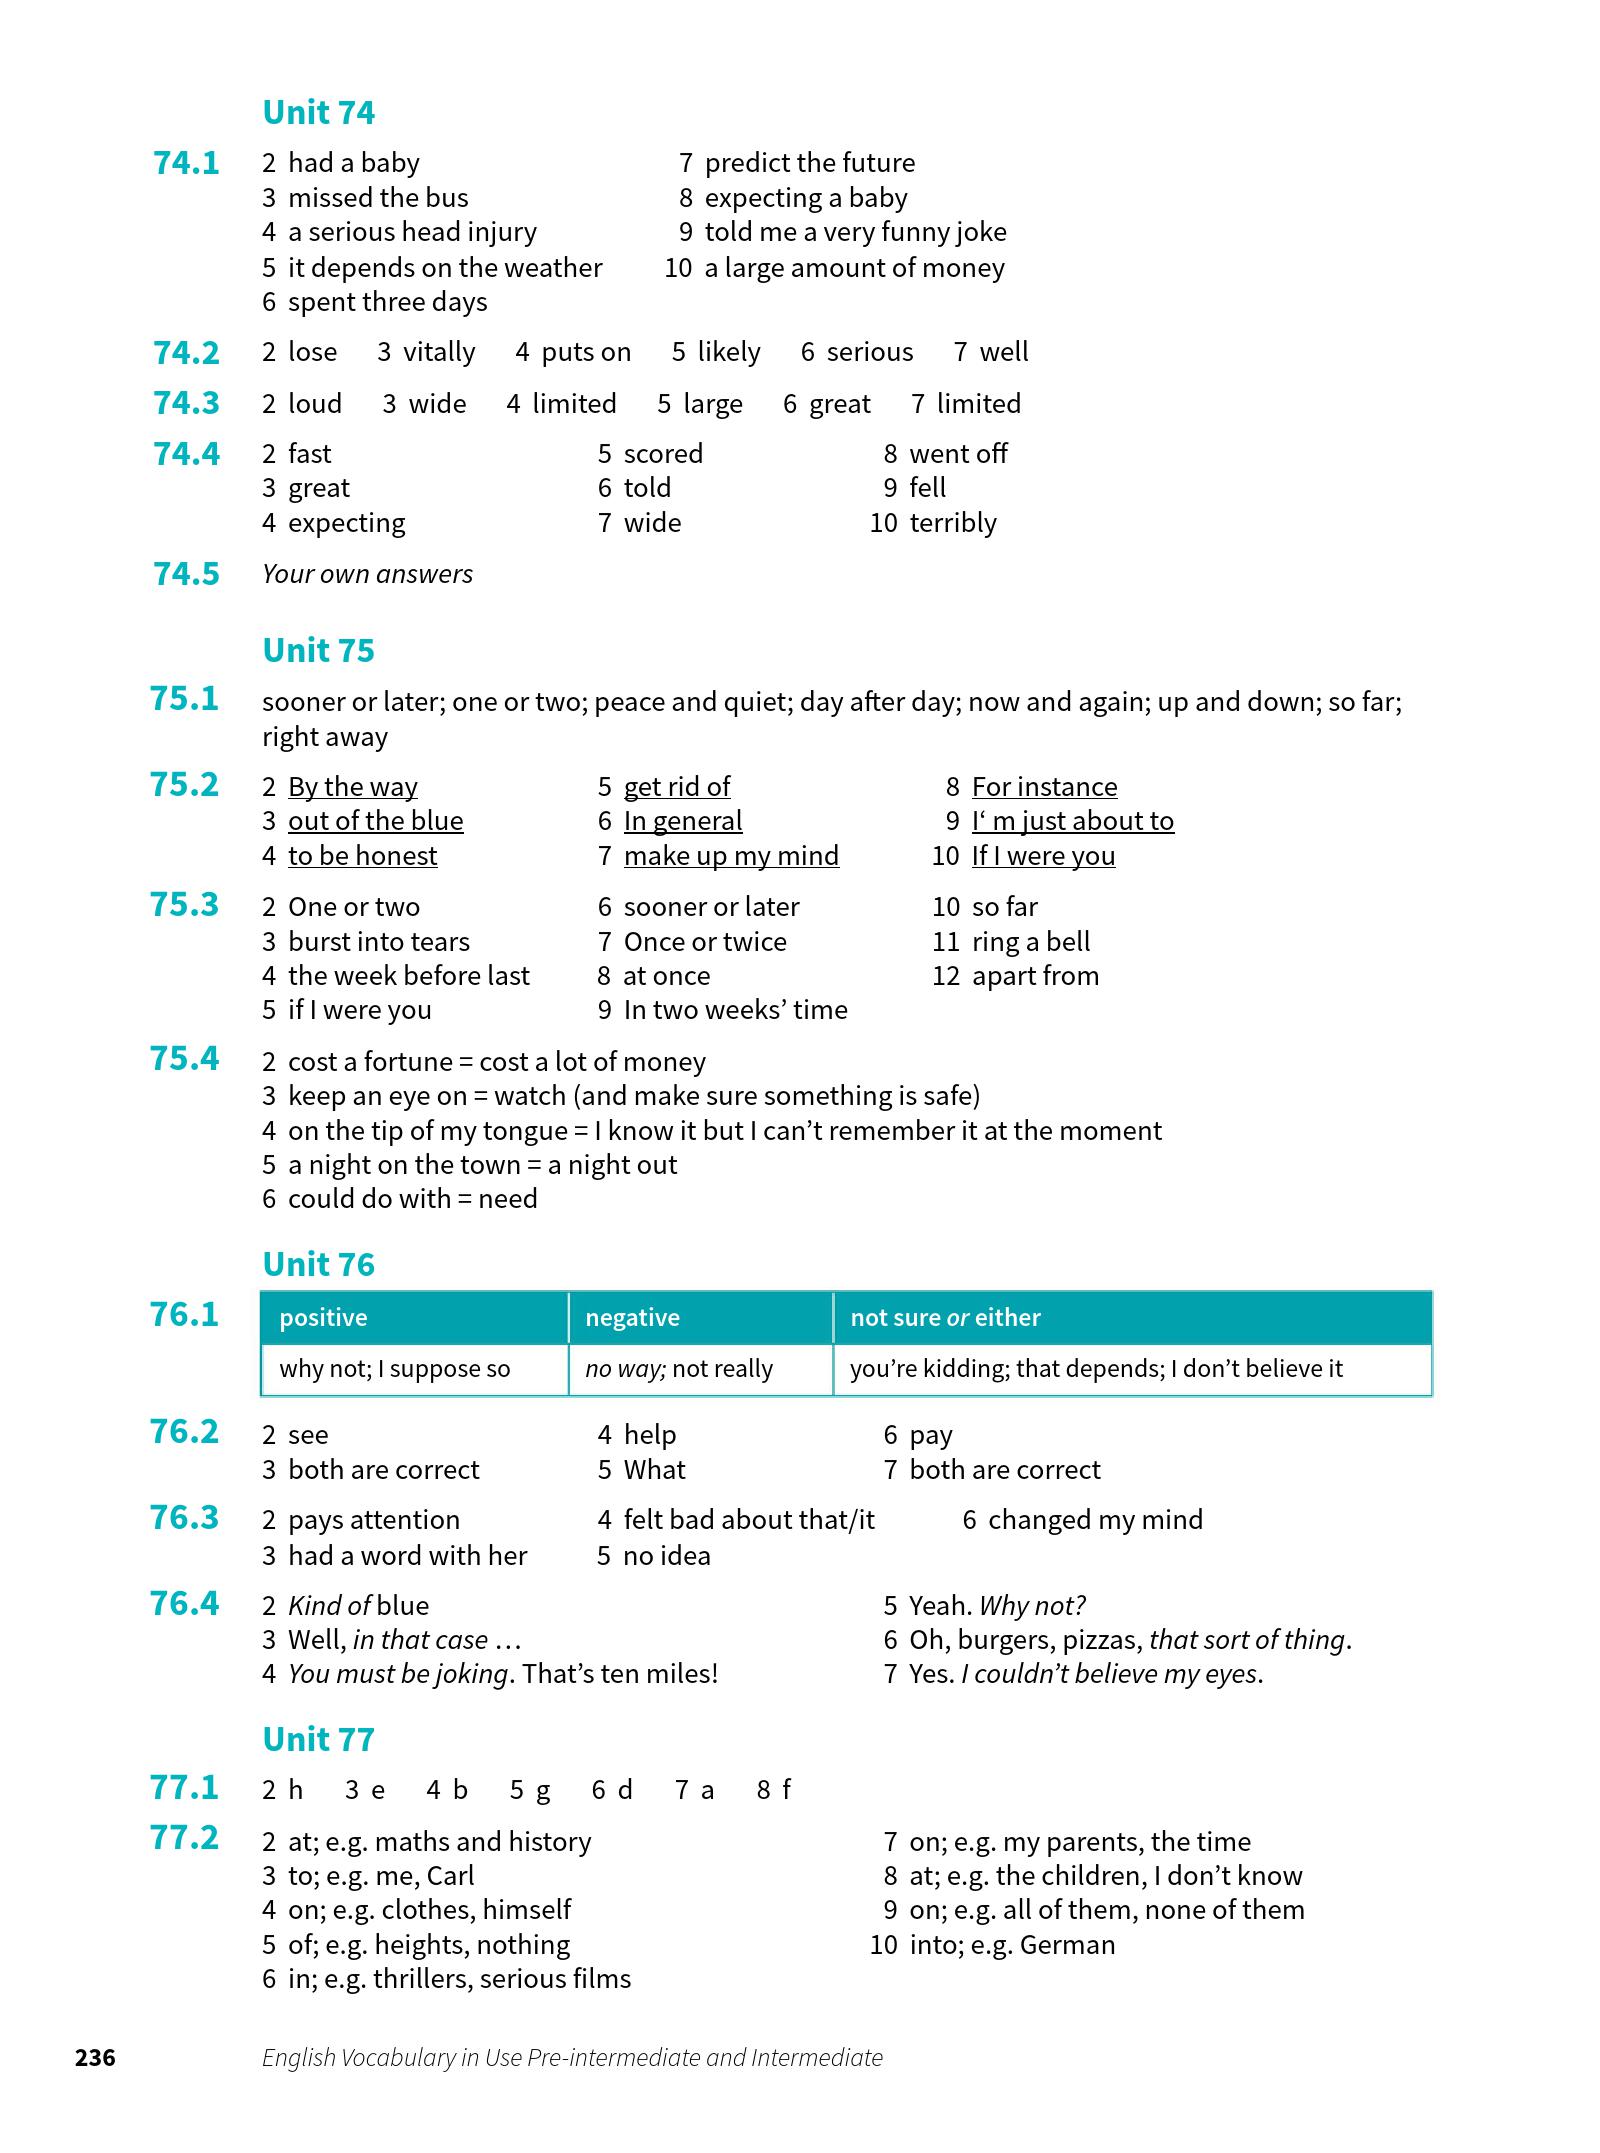 Unit 74
74.1
2 had a baby
3 missed the bus
4 a serious head injury
5 it depends on the weather
6 spent three days
7 predict the future
8 expecting a baby
9 told me a very funny joke
10 a large amount of money
74.2 2 lose 3 vitally 4 puts on 5 likely 6 serious 7 well
74.3 2 loud 3 wide 4 limited 5 large 6 great 7 limited
74.4
2 fast
3 great
4 expecting
5 scored
6 told
7 wide
8 went off
9 fell
10 terribly
74.5 Your own answers
Unit 75
75.1 sooner or later; one or two; peace and quiet; day after day; now and again; up and down; so far;
right away
75.2
2 By the way
3 out of the blue
4 to be honest
5 get rid of
6 In general
7 make up my mind
8 For instance
9 I‘ m just about to
10 If I were you
75.3
2 One or two
3 burst into tears
4 the week before last
5 if I were you
6 sooner or later
7 Once or twice
8 at once
9 In two weeks’ time
10 so far
11 ring a bell
12 apart from
75.4
2 cost a fortune = cost a lot of money
3 keep an eye on = watch (and make sure something is safe)
4 on the tip of my tongue = I know it but I can’t remember it at the moment
5 a night on the town = a night out
6 could do with = need
Unit 76
76.1
positive negative not sure or either
why not; I suppose so no way; not really you’re kidding; that depends; I don’t believe it
76.2
2 see
3 both are correct
4 help
5 What
6 pay
7 both are correct
76.3
2 pays attention
3 had a word with her
4 felt bad about that/it
5 no idea
6 changed my mind
76.4
2 Kind of blue
3 Well, in that case …
4 You must be joking. That’s ten miles!
5 Yeah. Why not?
6 Oh, burgers, pizzas, that sort of thing.
7 Yes. I couldn’t believe my eyes.
Unit 77
77.1 2 h 3 e 4 b 5 g 6 d 7 a 8 f
77.2
2 at; e.g. maths and history
3 to; e.g. me, Carl
4 on; e.g. clothes, himself
5 of; e.g. heights, nothing
6 in; e.g. thrillers, serious films
7 on; e.g. my parents, the time
8 at; e.g. the children, I don’t know
9 on; e.g. all of them, none of them
10 into; e.g. German
236 English Vocabulary in Use Pre-intermediate and Intermediate